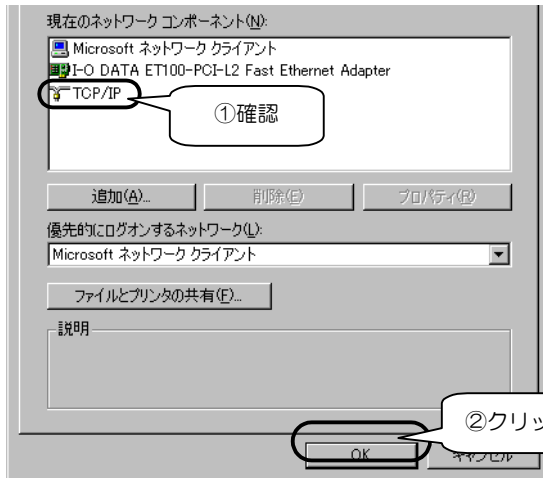 現在のネットワーク コンポーネント(N):
Microsoft ネットワーク クライアント
I-O DATA ET100-PCI-L2 Fast Ethernet Adapter
TCP/IP
①確認
追加(A)... 削除(E) プロパティ(R)
優先的にログオンするネットワーク(L):
Microsoft ネットワーク クライアント
ファイルとプリンタの共有(F)...
説明
②クリッ
OK キャンセル